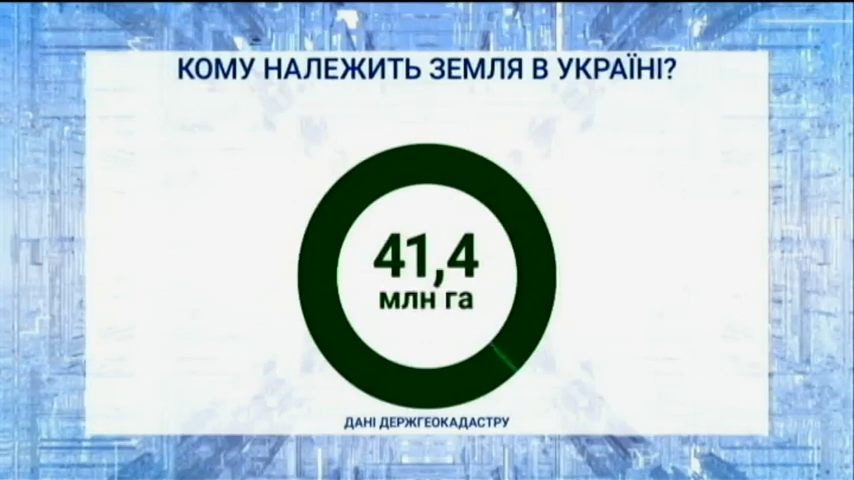 КОМУ НАЛЕЖИТЬ ЗЕМЛЯ В УКРАЇНІ?
41,4
млн га
ДАНІ ДЕРЖГЕОКАДАСТРУ